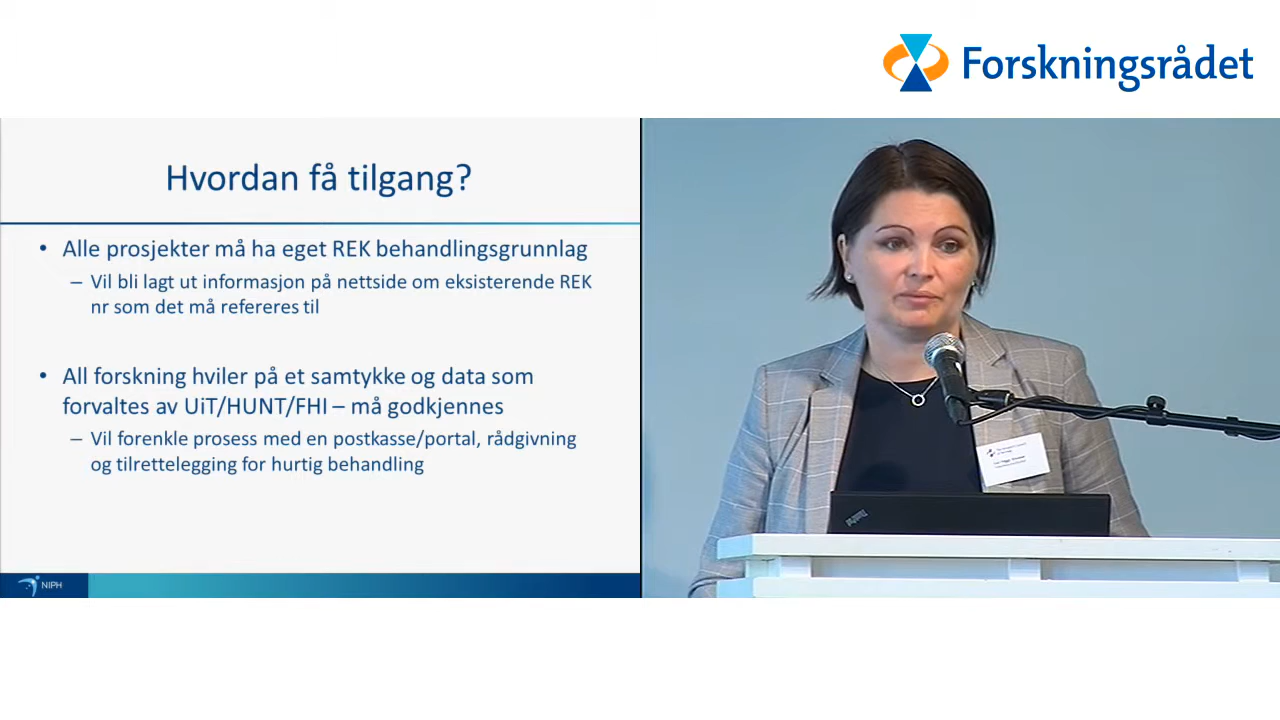 Forskningsrådet
Hvordan få tilgang?
• Alle prosjekter må ha eget REK behandlingsgrunnlag
– Vil bli lagt ut informasjon på nettside om eksisterende REK
nr som det må refereres til
• All forskning hviler på et samtykke og data som
forvaltes av UiT/HUNT/FHI – må godkjennes
– Vil forenkle prosess med en postkasse/portal, rådgivning
og tilrettelegging for hurtig behandling
NIPH
ThinkPad